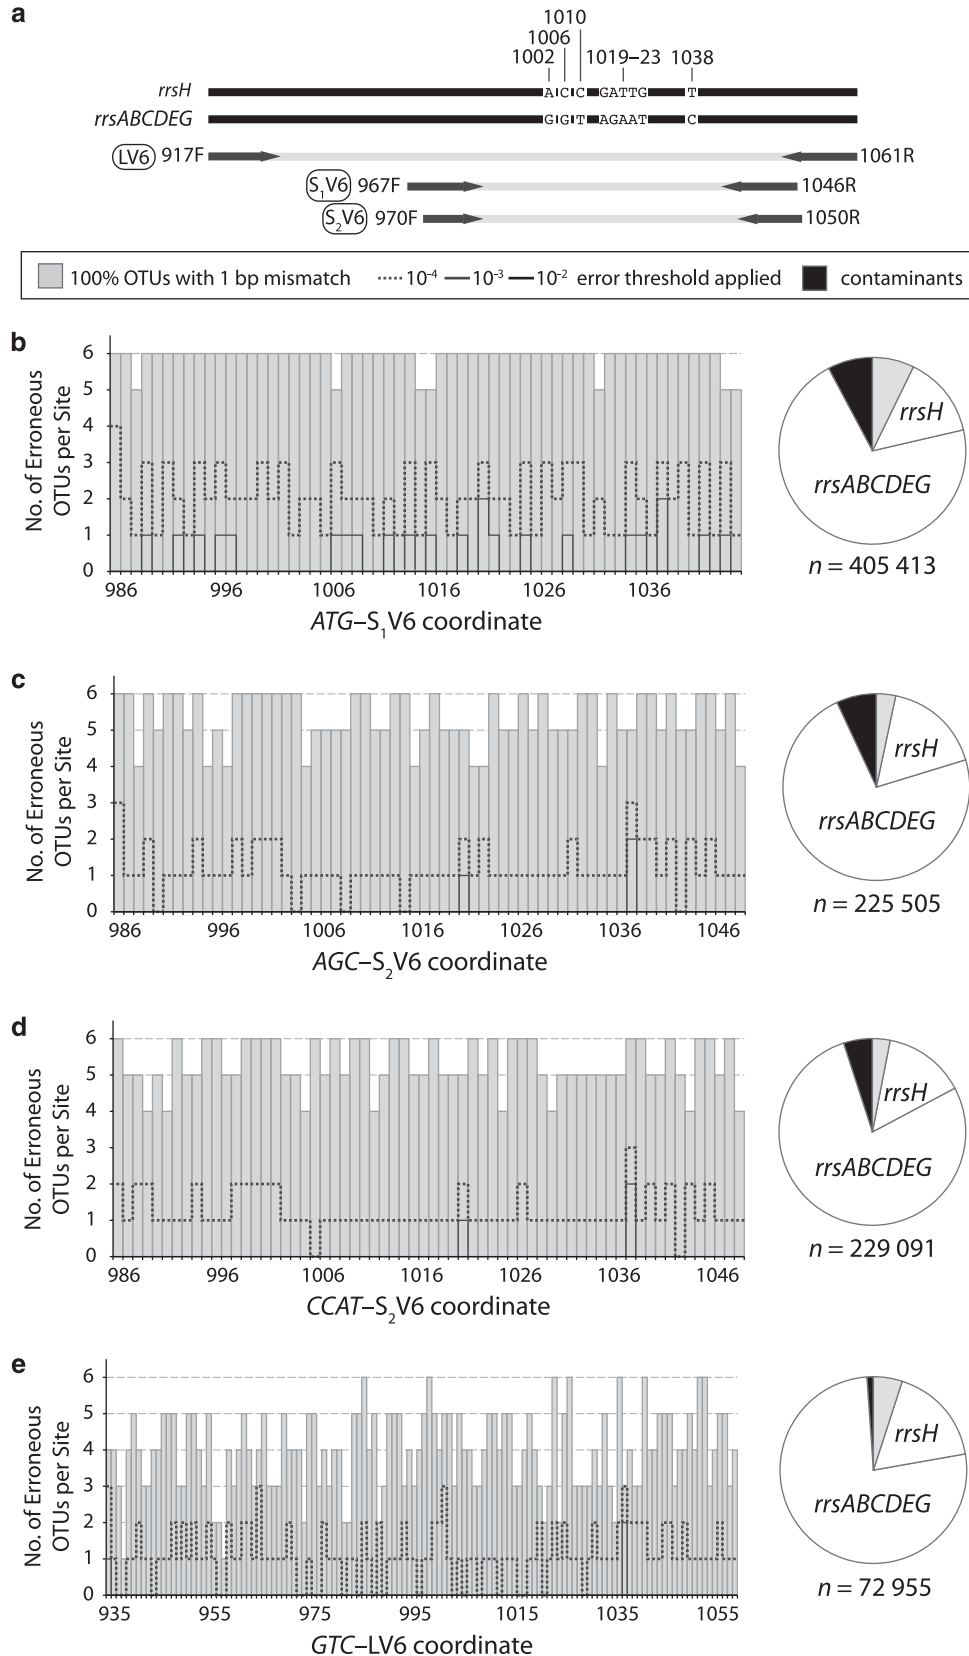 a
1010
1006
1002 1019–23 1038
rrsH A C C GATTG T
rrsABCDEG G G T AGAAT C
LV6 917F 1061R
S1V6 967F 1046R
S2V6 970F 1050R
100% OTUs with 1 bp mismatch 10-4 10-3 10-2 error threshold applied contaminants
b
No. of Erroneous
OTUs per Site
6
5
4
3
2
1
0
986 996 1006 1016 1026 1036
ATG–S1V6 coordinate
rrsH
rrsABCDEG
n = 405 413
c
No. of Erroneous
OTUs per Site
6
5
4
3
2
1
0
986 996 1006 1016 1026 1036 1046
AGC–S2V6 coordinate
rrsH
rrsABCDEG
n = 225 505
d
No. of Erroneous
OTUs per Site
6
5
4
3
2
1
0
986 996 1006 1016 1026 1036 1046
CCAT–S2V6 coordinate
rrsH
rrsABCDEG
n = 229 091
e
No. of Erroneous
OTUs per Site
6
5
4
3
2
1
0
935 955 975 995 1015 1035 1055
GTC–LV6 coordinate
rrsH
rrsABCDEG
n = 72 955